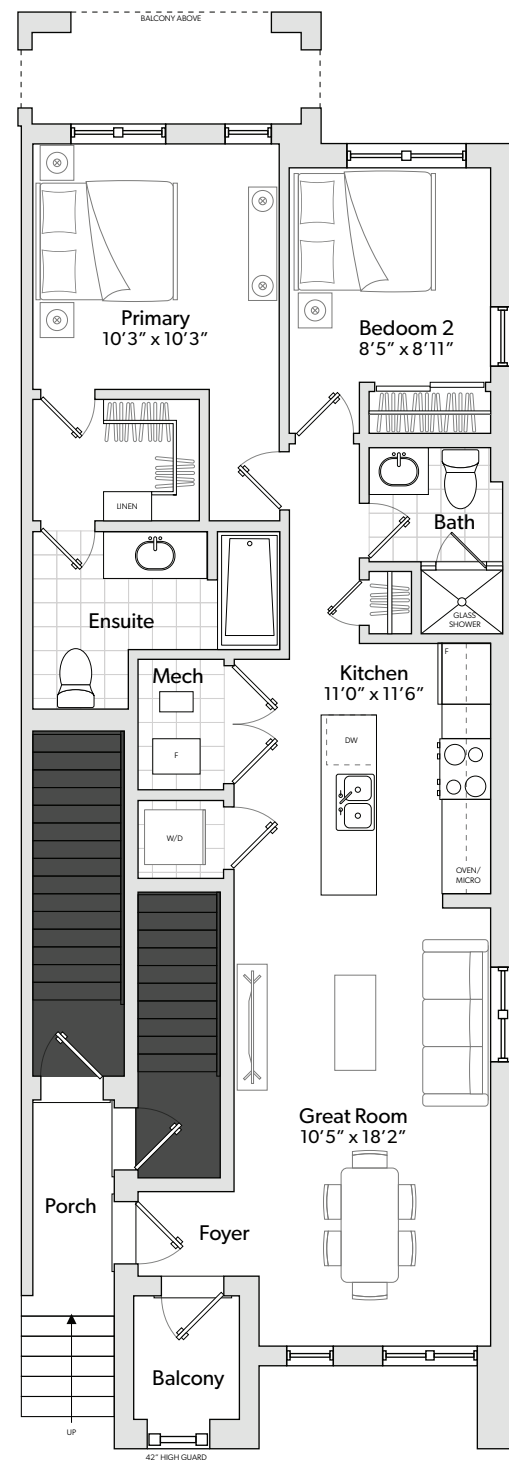 BALCONY ABOVE
Primary
10'3" x 10'3"
Bedoom 2
8'5" x 8'11"
LINEN
Bath
Ensuite
GLASS
SHOWER
Mech
Kitchen
11'0" x 11'6"
F
DW
F
W/D
OVEN/
MICRO
Great Room
10'5" x 18'2"
Porch
Foyer
Balcony
UP
42" HIGH GUARD